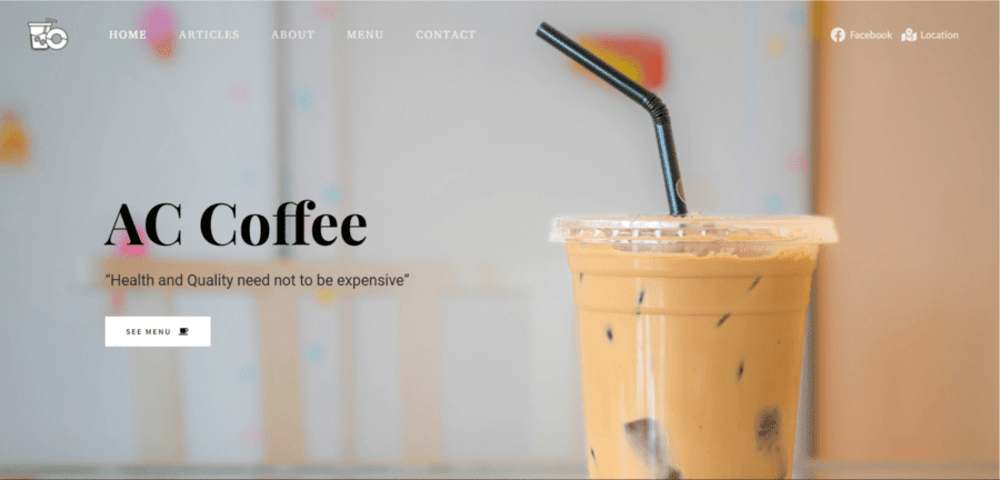 HOME ARTICLES ABOUT MENU CONTACT Facebook Location
AC Coffee
“Health and Quality need not to be expensive”
SEE MENU